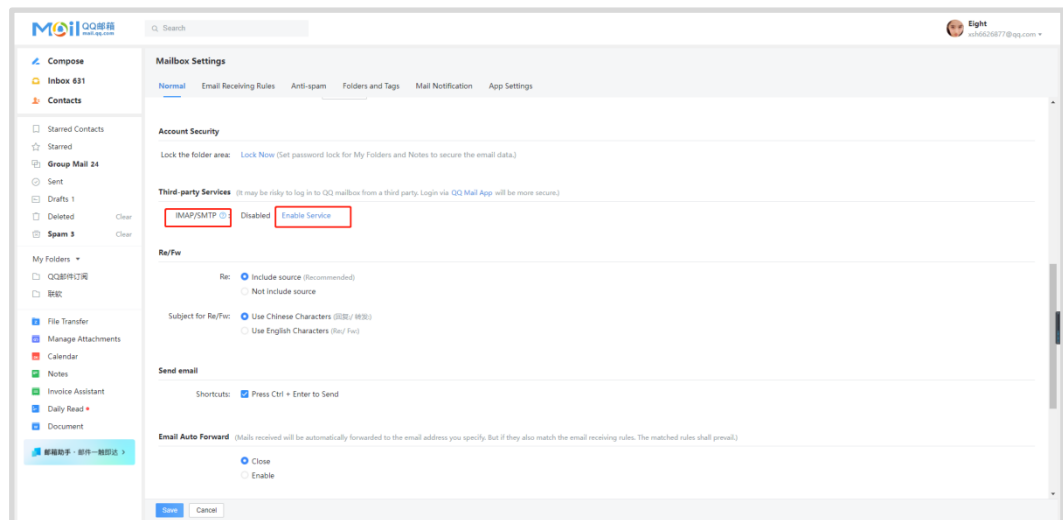 Mail QQ邮箱
mail.qq.com
Search
Eight
xsh6626877@qq.com
Compose
Inbox 631
Contacts
Starred Contacts
Starred
Group Mail 24
Sent
Drafts 1
Deleted Clear
Spam 3 Clear
My Folders
QQ邮件订阅
联软
File Transfer
Manage Attachments
Calendar
Notes
Invoice Assistant
Daily Read
Document
邮箱助手 · 邮件一触即达 >
Mailbox Settings
Normal Email Receiving Rules Anti-spam Folders and Tags Mail Notification App Settings
Account Security
Lock the folder area: Lock Now (Set password lock for My Folders and Notes to secure the email data.)
Third-party Services (It may be risky to log in to QQ mailbox from a third party. Login via QQ Mail App will be more secure.)
IMAP/SMTP : Disabled Enable Service
Re/Fw
Re: Include source (Recommended)
Not include source
Subject for Re/Fw: Use Chinese Characters (回复:/ 转发:)
Use English Characters (Re:/ Fw:)
Send email
Shortcuts: Press Ctrl + Enter to Send
Email Auto Forward (Mails received will be automatically forwarded to the email address you specify. But if they also match the email receiving rules. The matched rules shall prevail.)
Close
Enable
Save Cancel